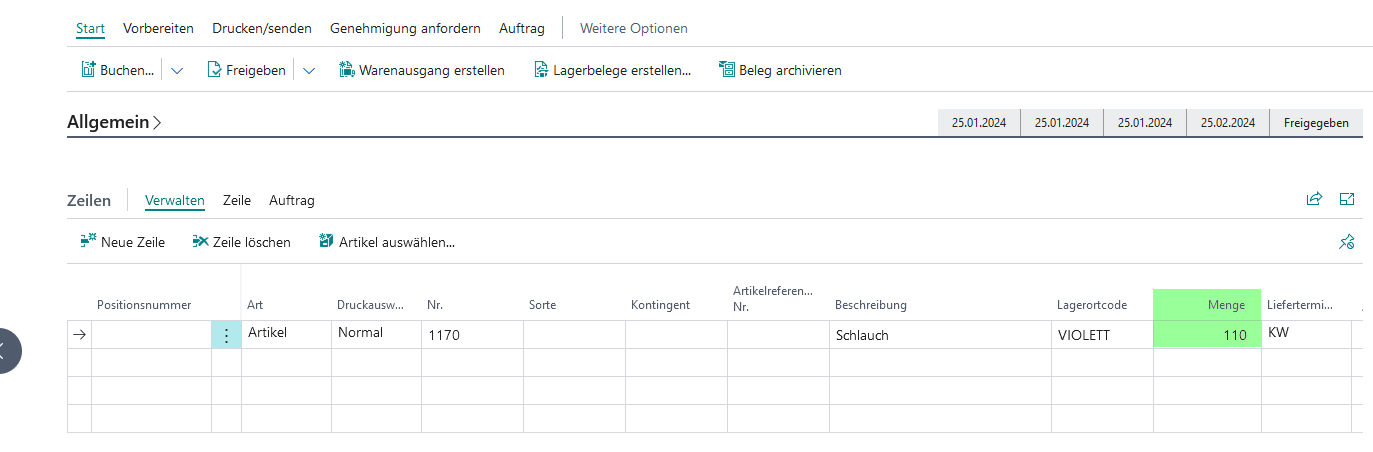 Start Vorbereiten Drucken/senden Genehmigung anfordern Auftrag Weitere Optionen
Buchen... Freigeben Warenausgang erstellen Lagerbelege erstellen... Beleg archivieren
Allgemein 25.01.2024 25.01.2024 25.01.2024 25.02.2024 Freigegeben
Zeilen Verwalten Zeile Auftrag
Neue Zeile Zeile löschen Artikel auswählen...
Positionsnummer Art Druckausw... Nr. Sorte Kontingent Artikelreferen... Nr. Beschreibung Lagerortcode Menge Liefertermi...
Artikel Normal 1170 Schlauch VIOLETT 110 KW